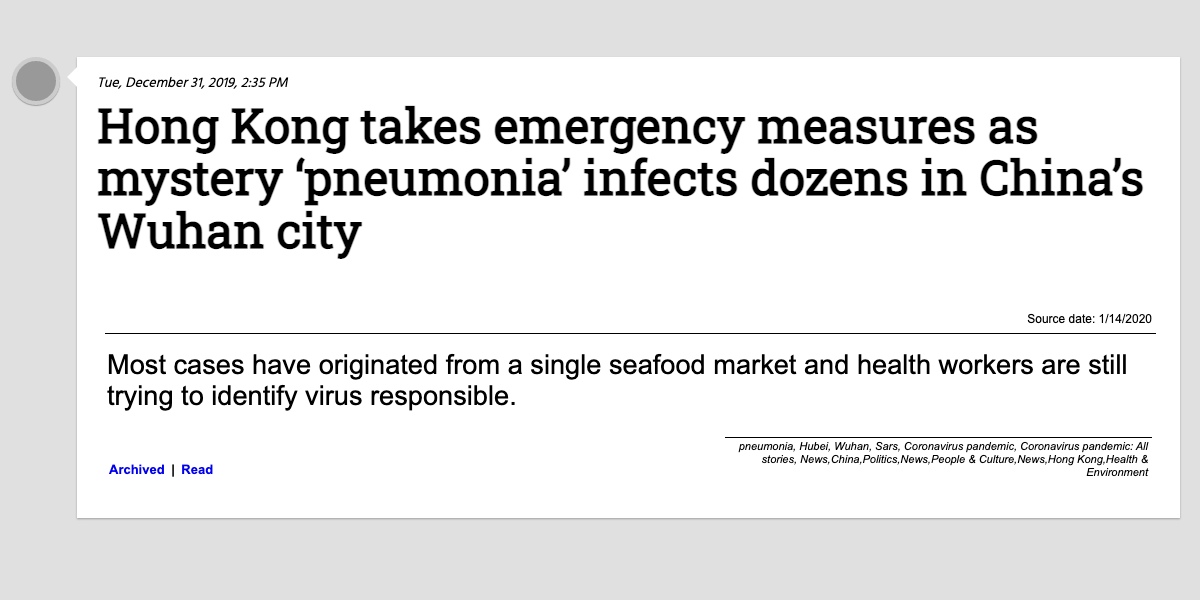 Tue, December 31, 2019, 2:35 PM
Hong Kong takes emergency measures as
mystery ‘pneumonia’ infects dozens in China’s
Wuhan city
Source date: 1/14/2020
Most cases have originated from a single seafood market and health workers are still
trying to identify virus responsible.
pneumonia, Hubei, Wuhan, Sars, Coronavirus pandemic, Coronavirus pandemic: All
stories, News,China,Politics,News,People & Culture,News,Hong Kong,Health &
Environment
Archived | Read